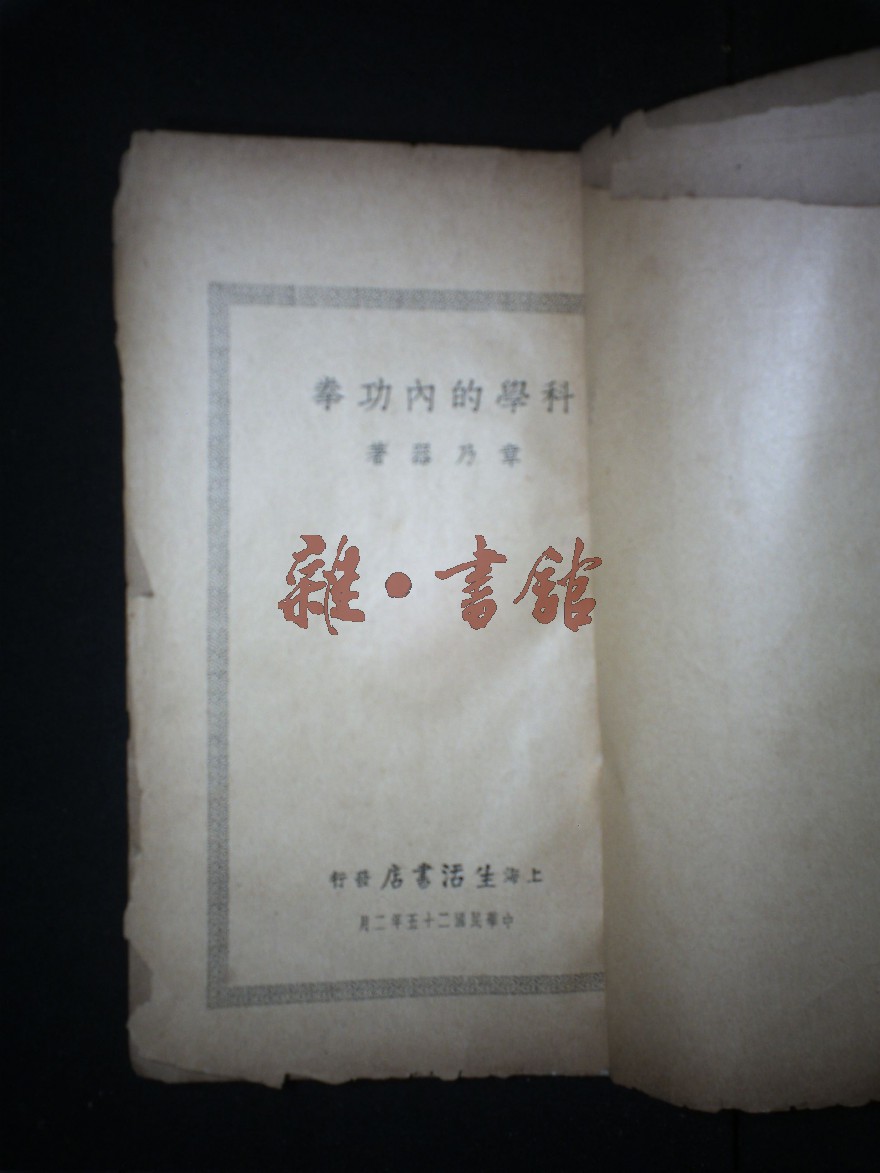 科學的內功拳
章乃器著
雜·書館
上海生活書店發行
中華民國二十五年二月